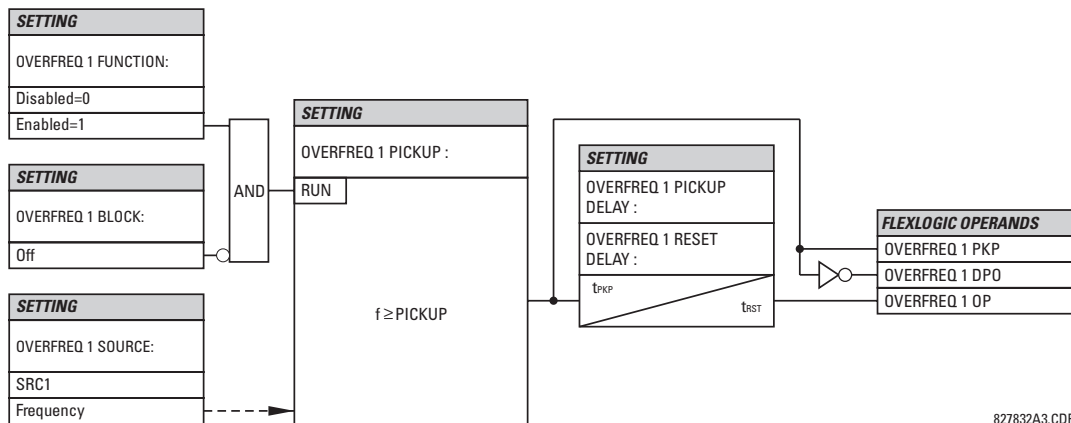 SETTING
OVERFREQ 1 FUNCTION:
Disabled=0
Enabled=1
SETTING
OVERFREQ 1 BLOCK:
Off
SETTING
OVERFREQ 1 SOURCE:
SRC1
Frequency
AND
SETTING
OVERFREQ 1 PICKUP :
RUN
f ≥ PICKUP
SETTING
OVERFREQ 1 PICKUP
DELAY :
OVERFREQ 1 RESET
DELAY :
tPKP
tRST
FLEXLOGIC OPERANDS
OVERFREQ 1 PKP
OVERFREQ 1 DPO
OVERFREQ 1 OP
827832A3.CDR